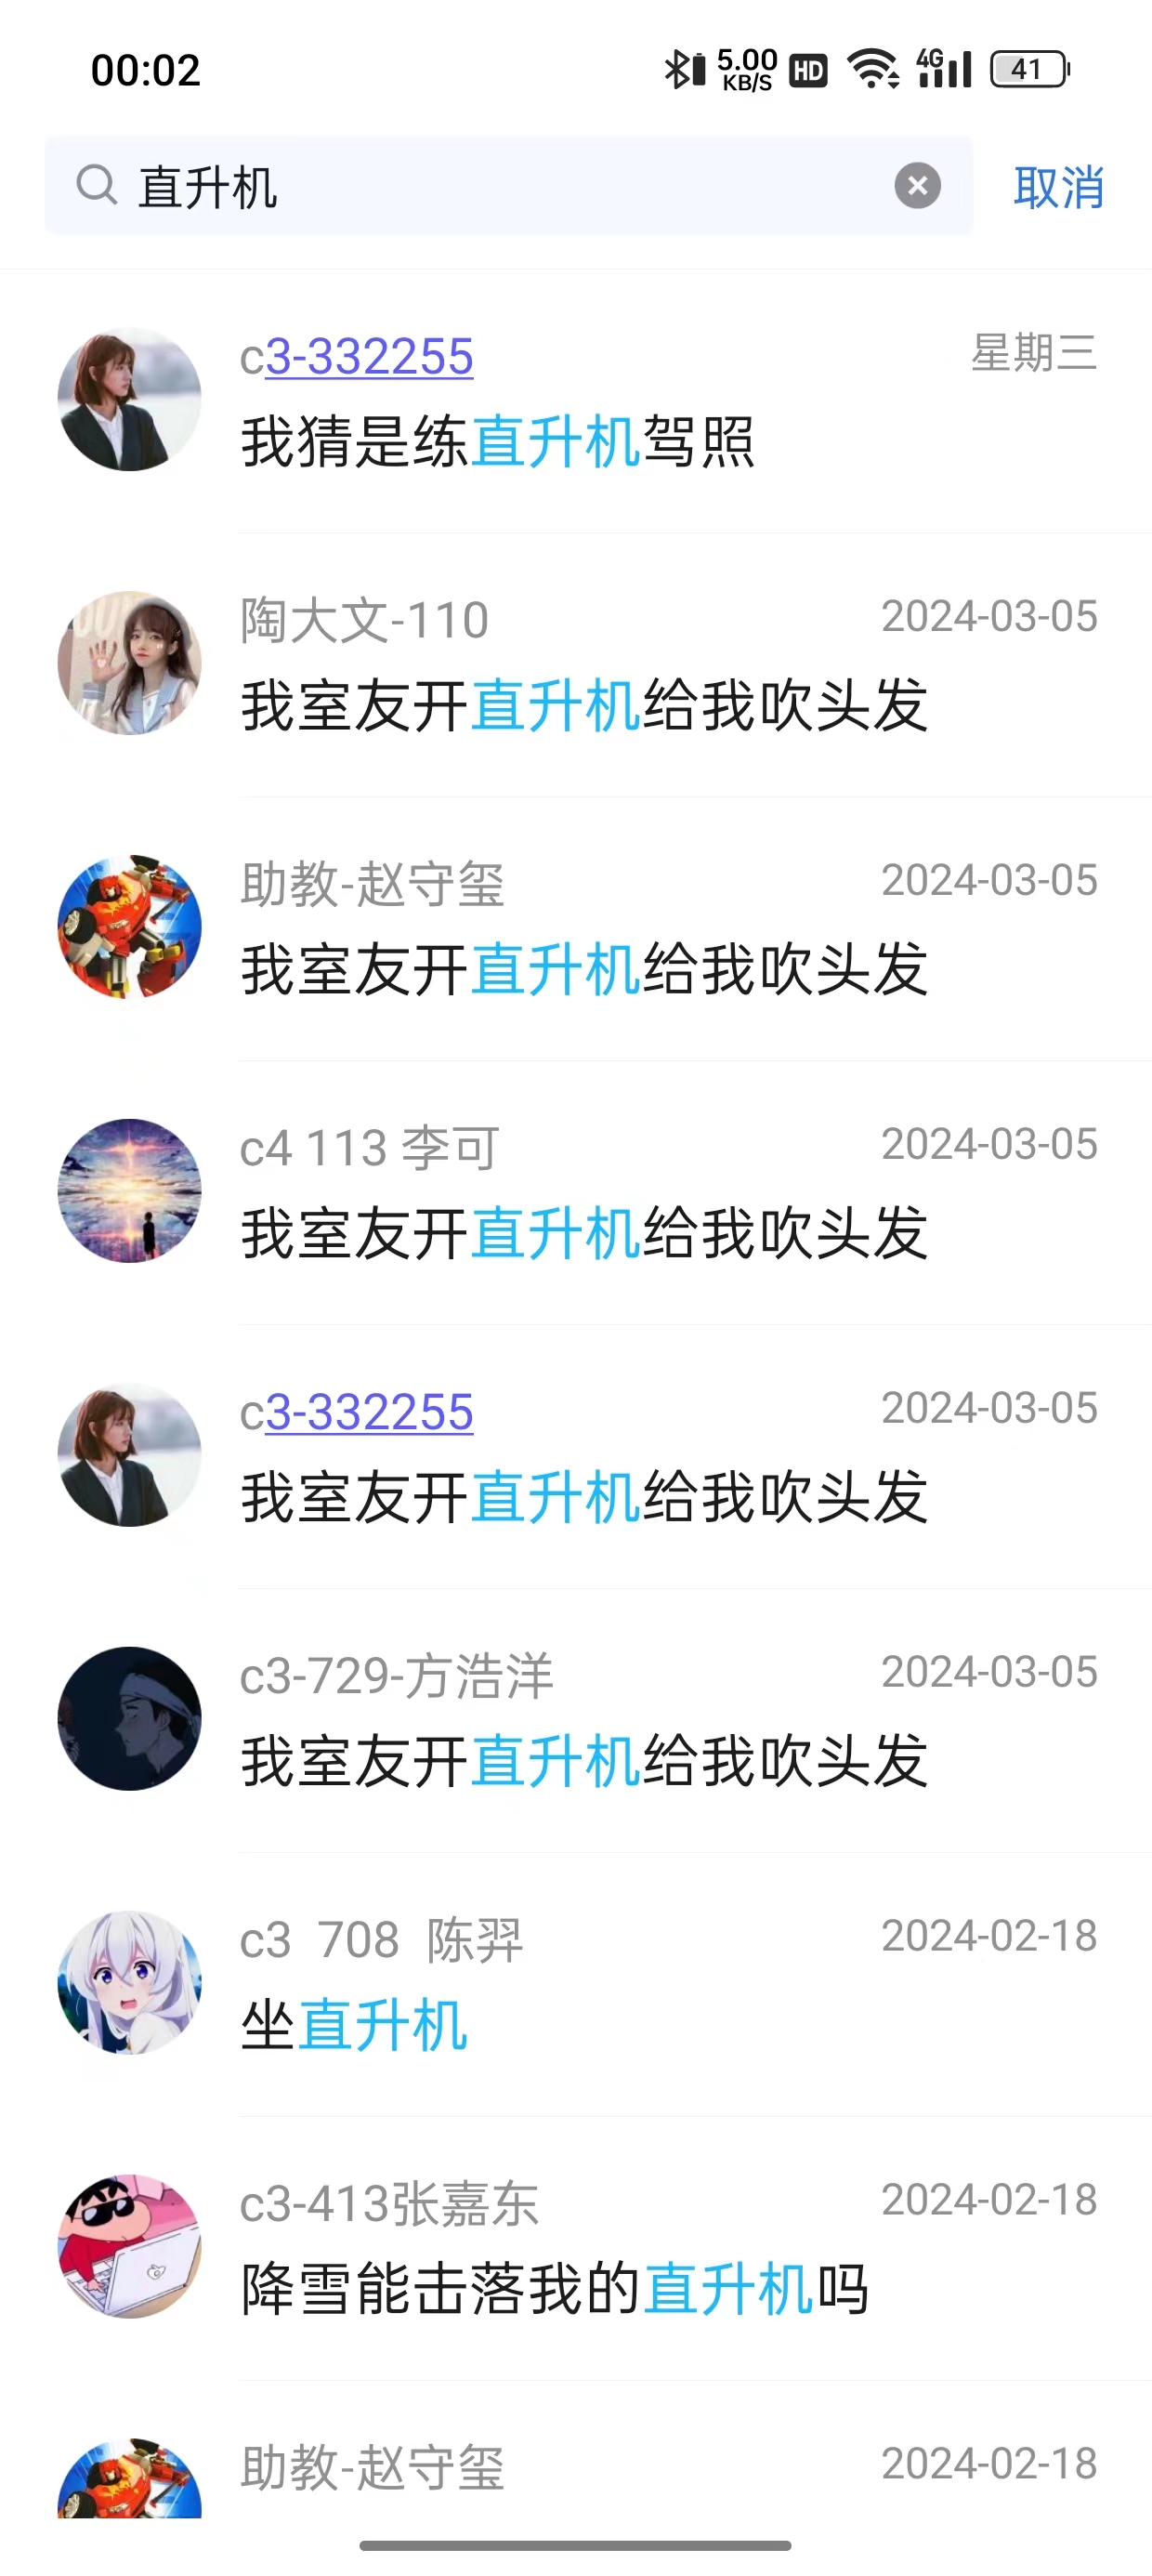 00:02
5.00
KB/S
HD
4G
41
直升机
取消
c3-332255
星期三
我猜是练直升机驾照
陶大文-110
2024-03-05
我室友开直升机给我吹头发
助教-赵守玺
2024-03-05
我室友开直升机给我吹头发
c4 113 李可
2024-03-05
我室友开直升机给我吹头发
c3-332255
2024-03-05
我室友开直升机给我吹头发
c3-729-方浩洋
2024-03-05
我室友开直升机给我吹头发
c3 708 陈羿
2024-02-18
坐直升机
c3-413张嘉东
2024-02-18
降雪能击落我的直升机吗
助教-赵守玺
2024-02-18